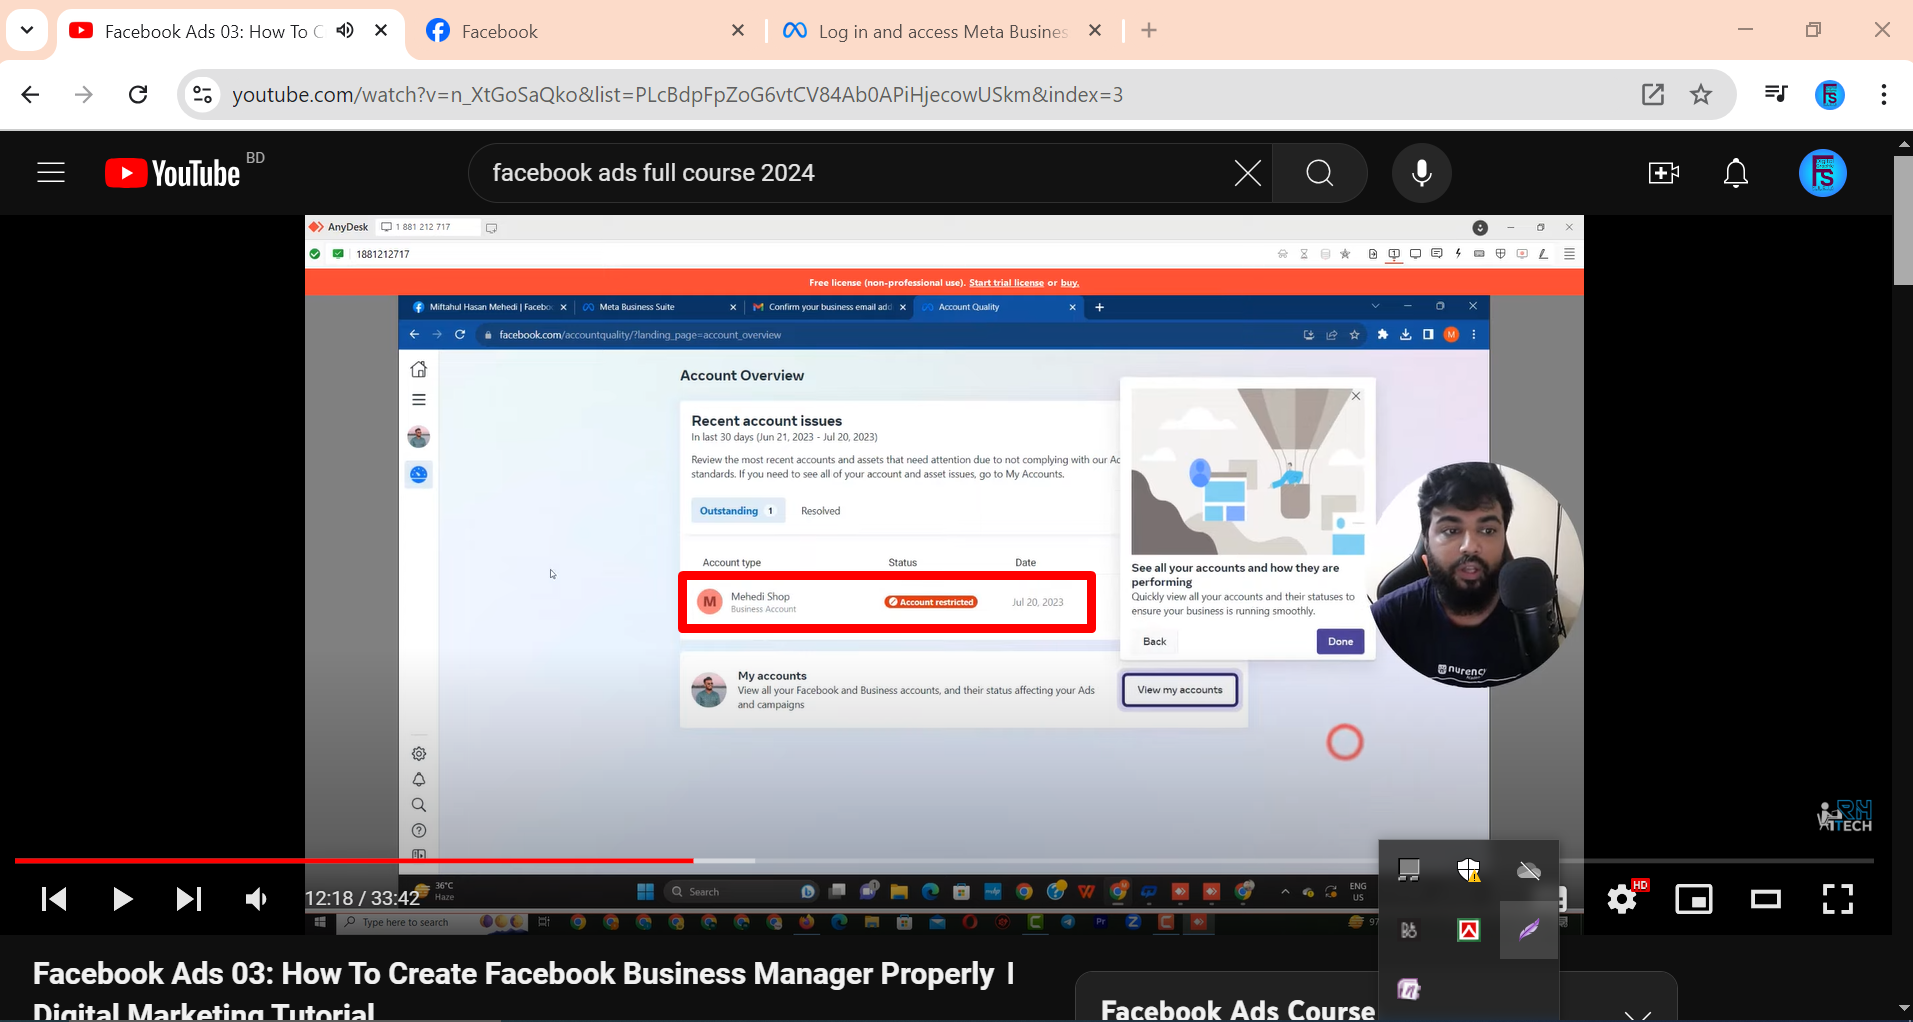 Facebook Ads 03: How To C
Facebook
Log in and access Meta Busines
youtube.com/watch?v=n_XtGoSaQko&list=PLcBdpFpZoG6vtCV84Ab0APiHjecowUSkm&index=3
YouTube BD
facebook ads full course 2024
AnyDesk
1 881 212 717
1881212717
Free license (non-professional use). Start trial license or buy.
Miftahul Hasan Mehedi | Facebo
Meta Business Suite
Confirm your business email add
Account Quality
facebook.com/accountquality/?landing_page=account_overview
Account Overview
Recent account issues
In last 30 days (Jun 21, 2023 - Jul 20, 2023)
Review the most recent accounts and assets that need attention due to not complying with our Ad
standards. If you need to see all of your account and asset issues, go to My Accounts.
Outstanding 1
Resolved
Account type Status Date
M
Mehedi Shop
Business Account
Account restricted
Jul 20, 2023
My accounts
View all your Facebook and Business accounts, and their status affecting your Ads
and campaigns
View my accounts
See all your accounts and how they are
performing
Quickly view all your accounts and their statuses to
ensure your business is running smoothly.
Back
Done
nurency
RH
TECH
36°C
Haze
Search
ENG
US
12:18 / 33:42
HD
Type here to search
97
Facebook Ads 03: How To Create Facebook Business Manager Properly I
Digital Marketing Tutorial
Facebook Ads Course